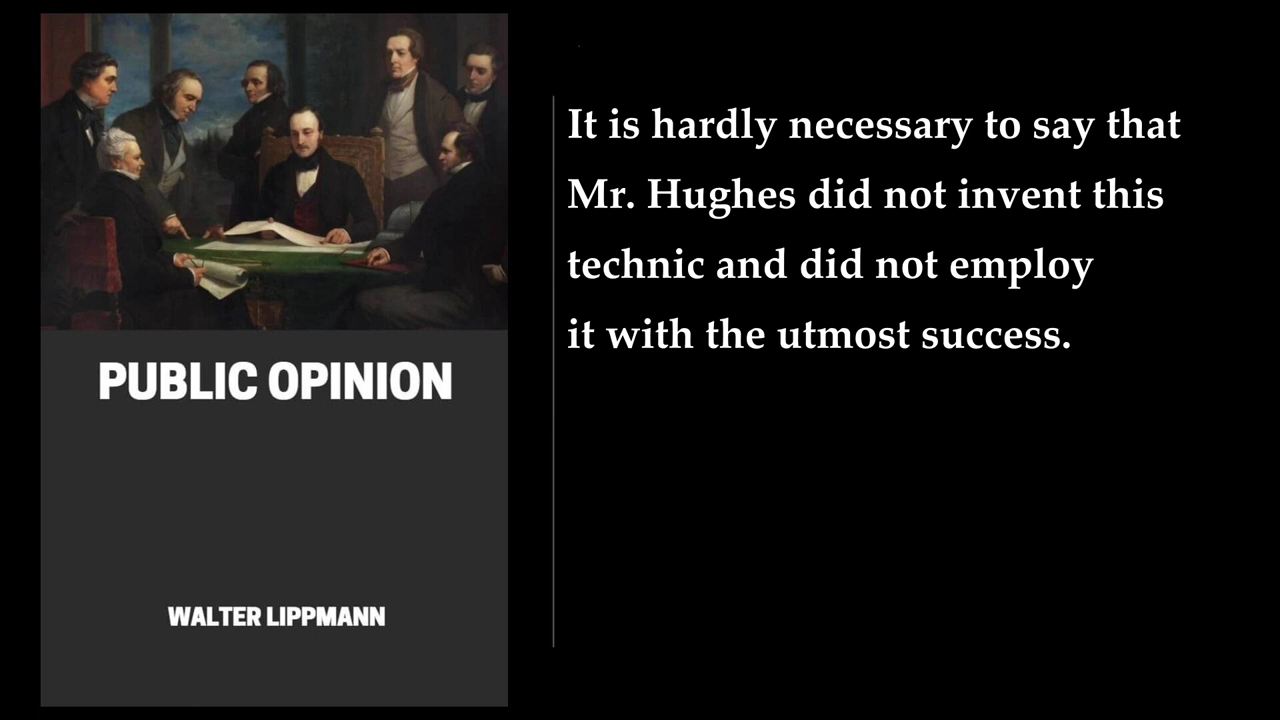 PUBLIC OPINION
WALTER LIPPMANN
It is hardly necessary to say that
Mr. Hughes did not invent this
technic and did not employ
it with the utmost success.